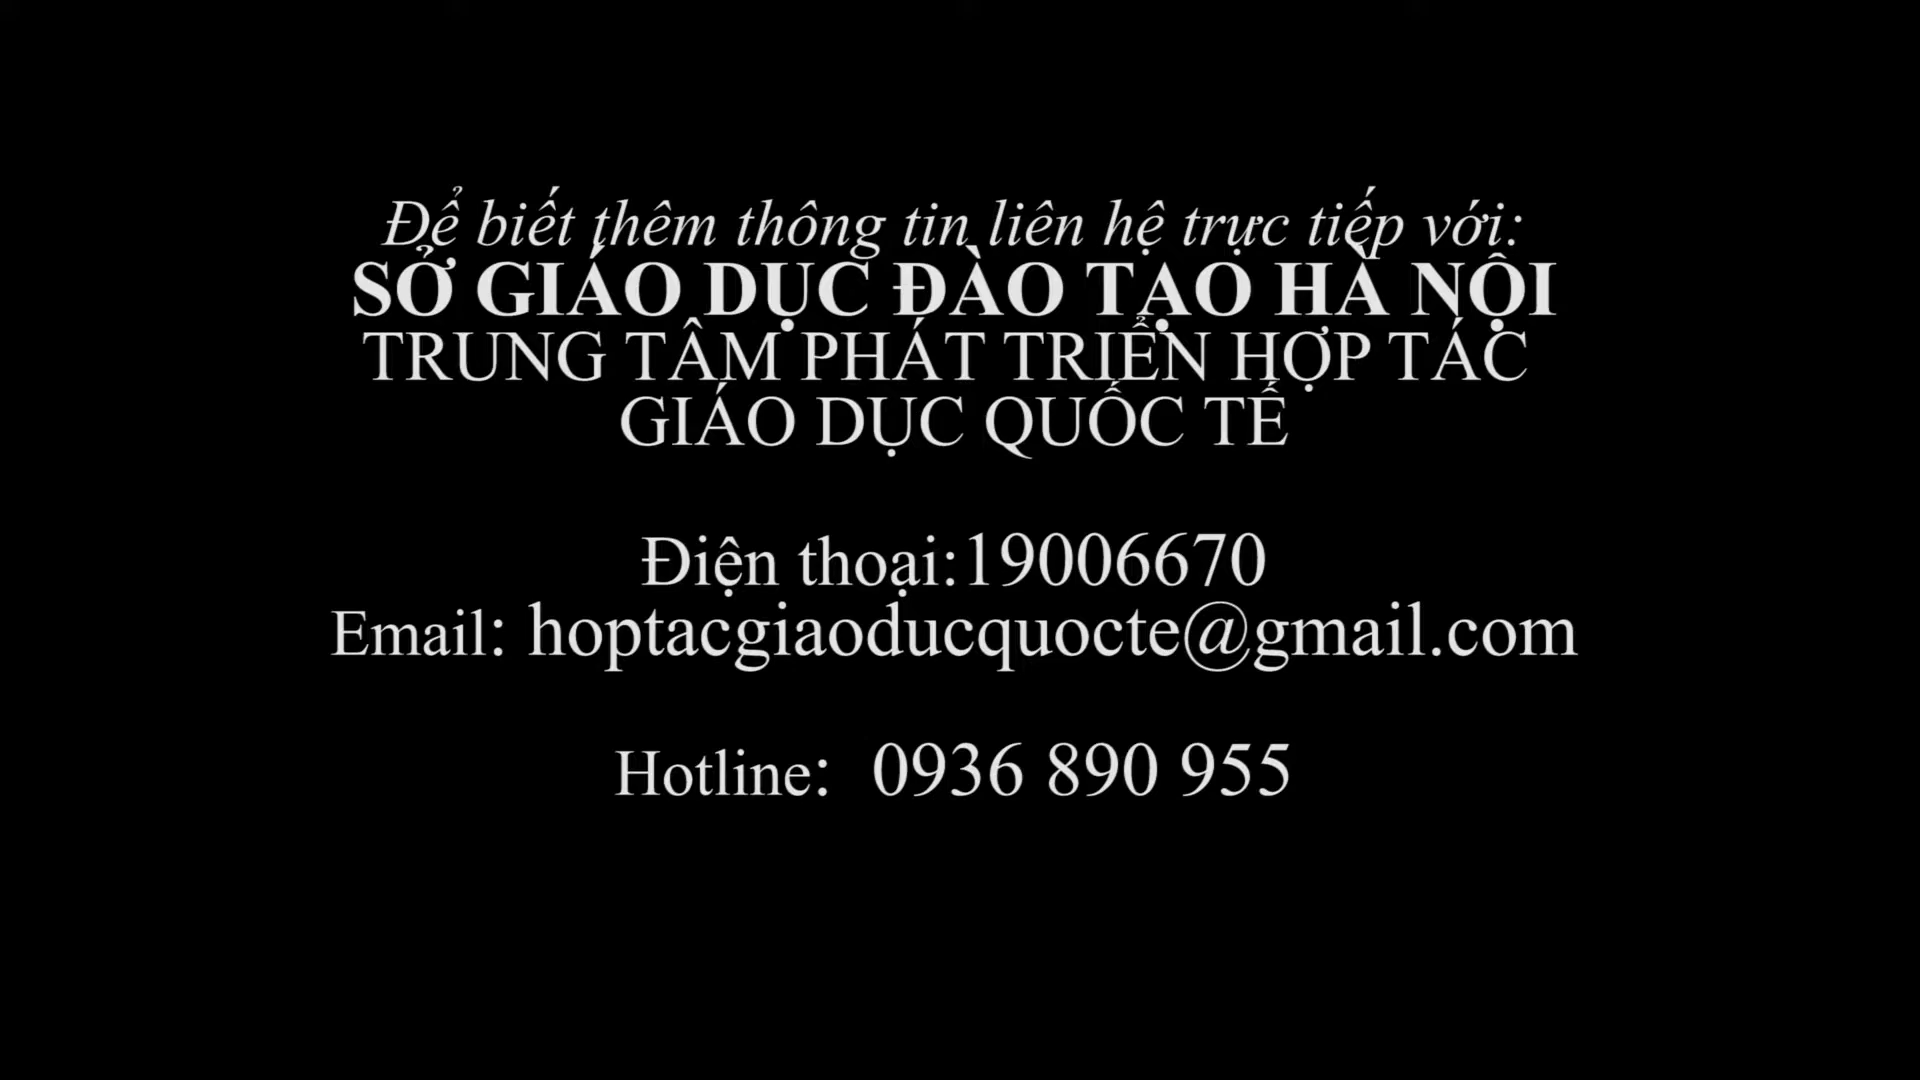 Để biết thêm thông tin liên hệ trực tiếp với:
SỞ GIÁO DỤC ĐÀO TẠO HÀ NỘI
TRUNG TÂM PHÁT TRIỂN HỢP TÁC
GIÁO DỤC QUỐC TẾ
Điện thoại:19006670
Email: hoptacgiaoducquocte@gmail.com
Hotline: 0936 890 955